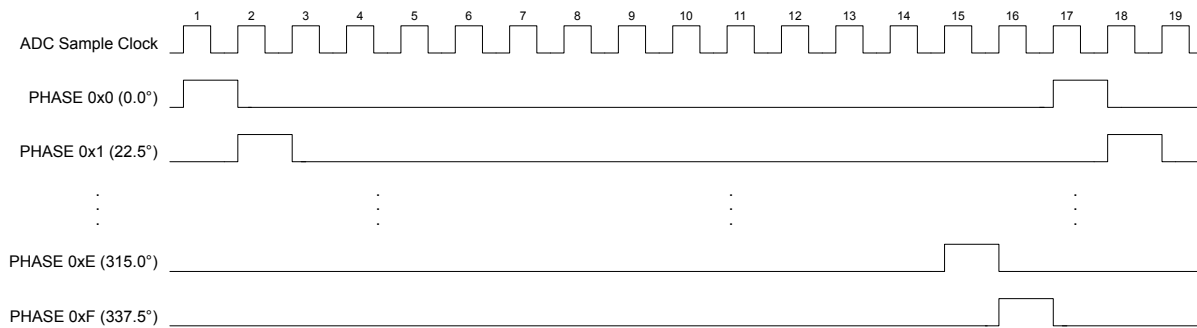 1 2 3 4 5 6 7 8 9 10 11 12 13 14 15 16 17 18 19
ADC Sample Clock
PHASE 0x0 (0.0°)
PHASE 0x1 (22.5°)
PHASE 0xE (315.0°)
PHASE 0xF (337.5°)